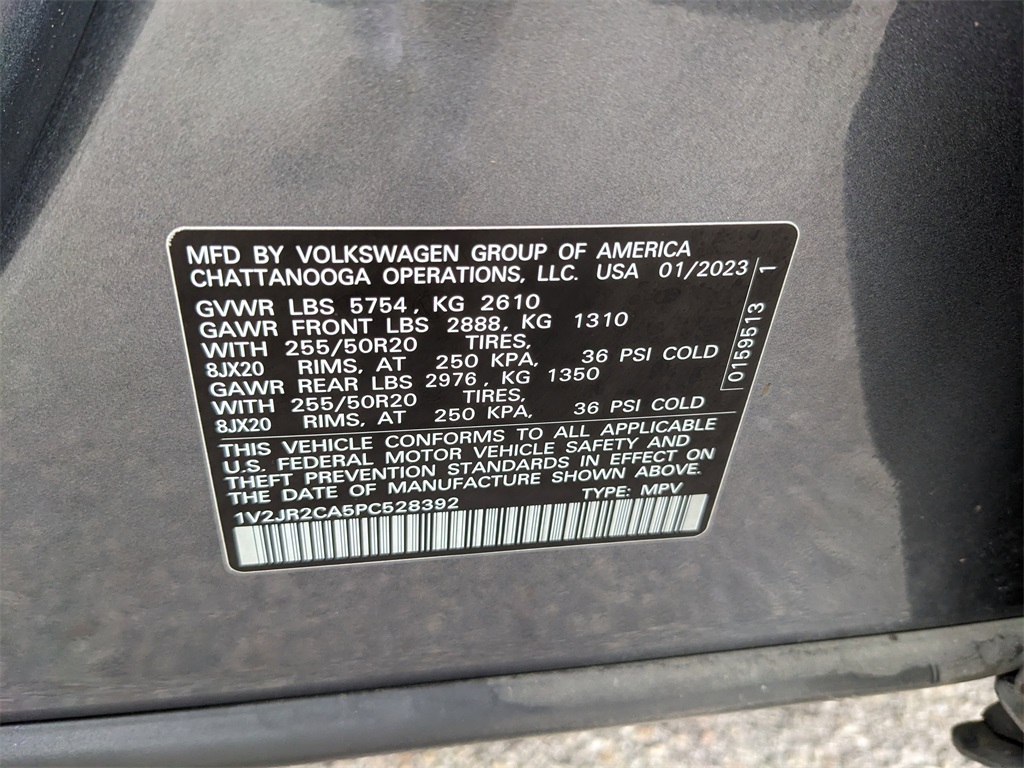 MFD BY VOLKSWAGEN GROUP OF AMERICA
CHATTANOOGA OPERATIONS, LLC. USA 01/2023
GVWR LBS 5754, KG 2610
GAWR FRONT LBS 2888, KG 1310
WITH 255/50R20 TIRES,
8JX20 RIMS, AT 250 KPA, 36 PSI COLD
GAWR REAR LBS 2976, KG 1350
WITH 255/50R20 TIRES,
8JX20 RIMS, AT 250 KPA, 36 PSI COLD
0159513 1
THIS VEHICLE CONFORMS TO ALL APPLICABLE
U.S. FEDERAL MOTOR VEHICLE SAFETY AND
THEFT PREVENTION STANDARDS IN EFFECT ON
THE DATE OF MANUFACTURE SHOWN ABOVE.
1V2JR2CA5PC528392 TYPE: MPV